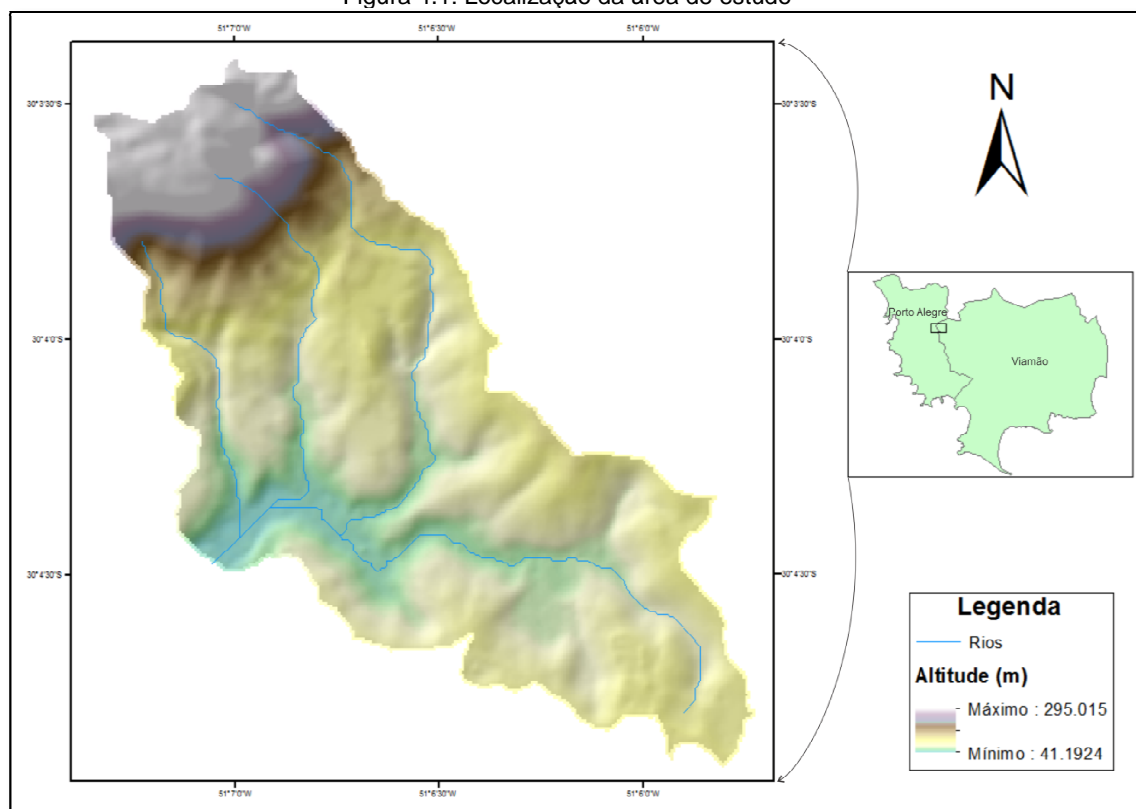 Figura 4.1: Localização da área de estudo
51°7'0"W 51°6'30"W 51°6'0"W
30°3'30"S 30°3'30"S
30°4'0"S 30°4'0"S
30°4'30"S 30°4'30"S
51°7'0"W 51°6'30"W 51°6'0"W
N
Porto Alegre
Viamão
Legenda
Rios
Altitude (m)
Máximo : 295.015
Mínimo : 41.1924